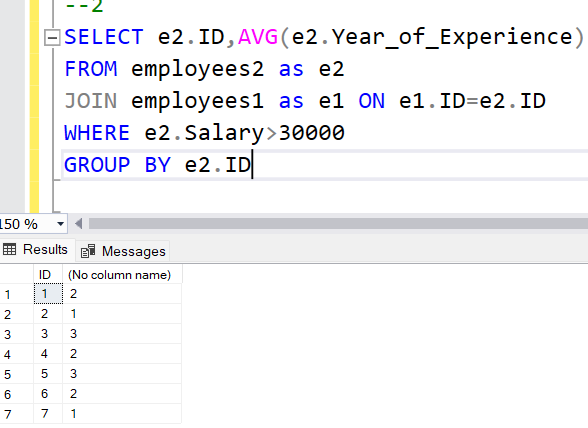 --2
SELECT e2.ID,AVG(e2.Year_of_Experience)
FROM employees2 as e2
JOIN employees1 as e1 ON e1.ID=e2.ID
WHERE e2.Salary>30000
GROUP BY e2.ID
150 %
Results Messages
ID (No column name)
1 1 2
2 2 1
3 3 3
4 4 2
5 5 3
6 6 2
7 7 1